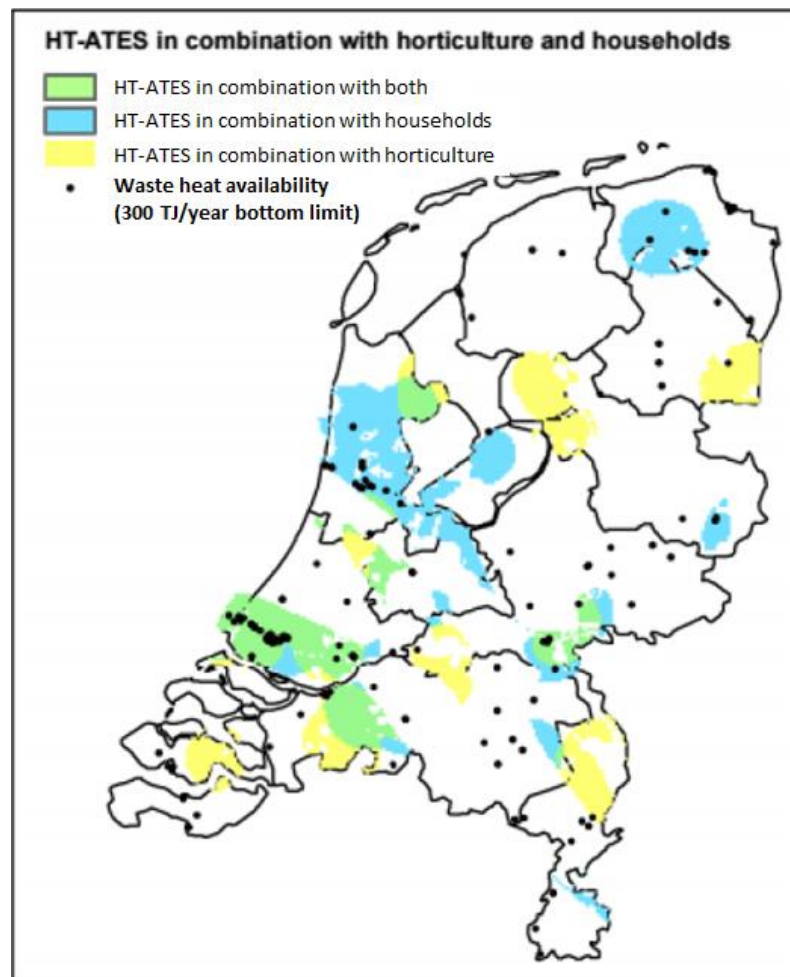 HT-ATES in combination with horticulture and households
HT-ATES in combination with both
HT-ATES in combination with households
HT-ATES in combination with horticulture
Waste heat availability
(300 TJ/year bottom limit)